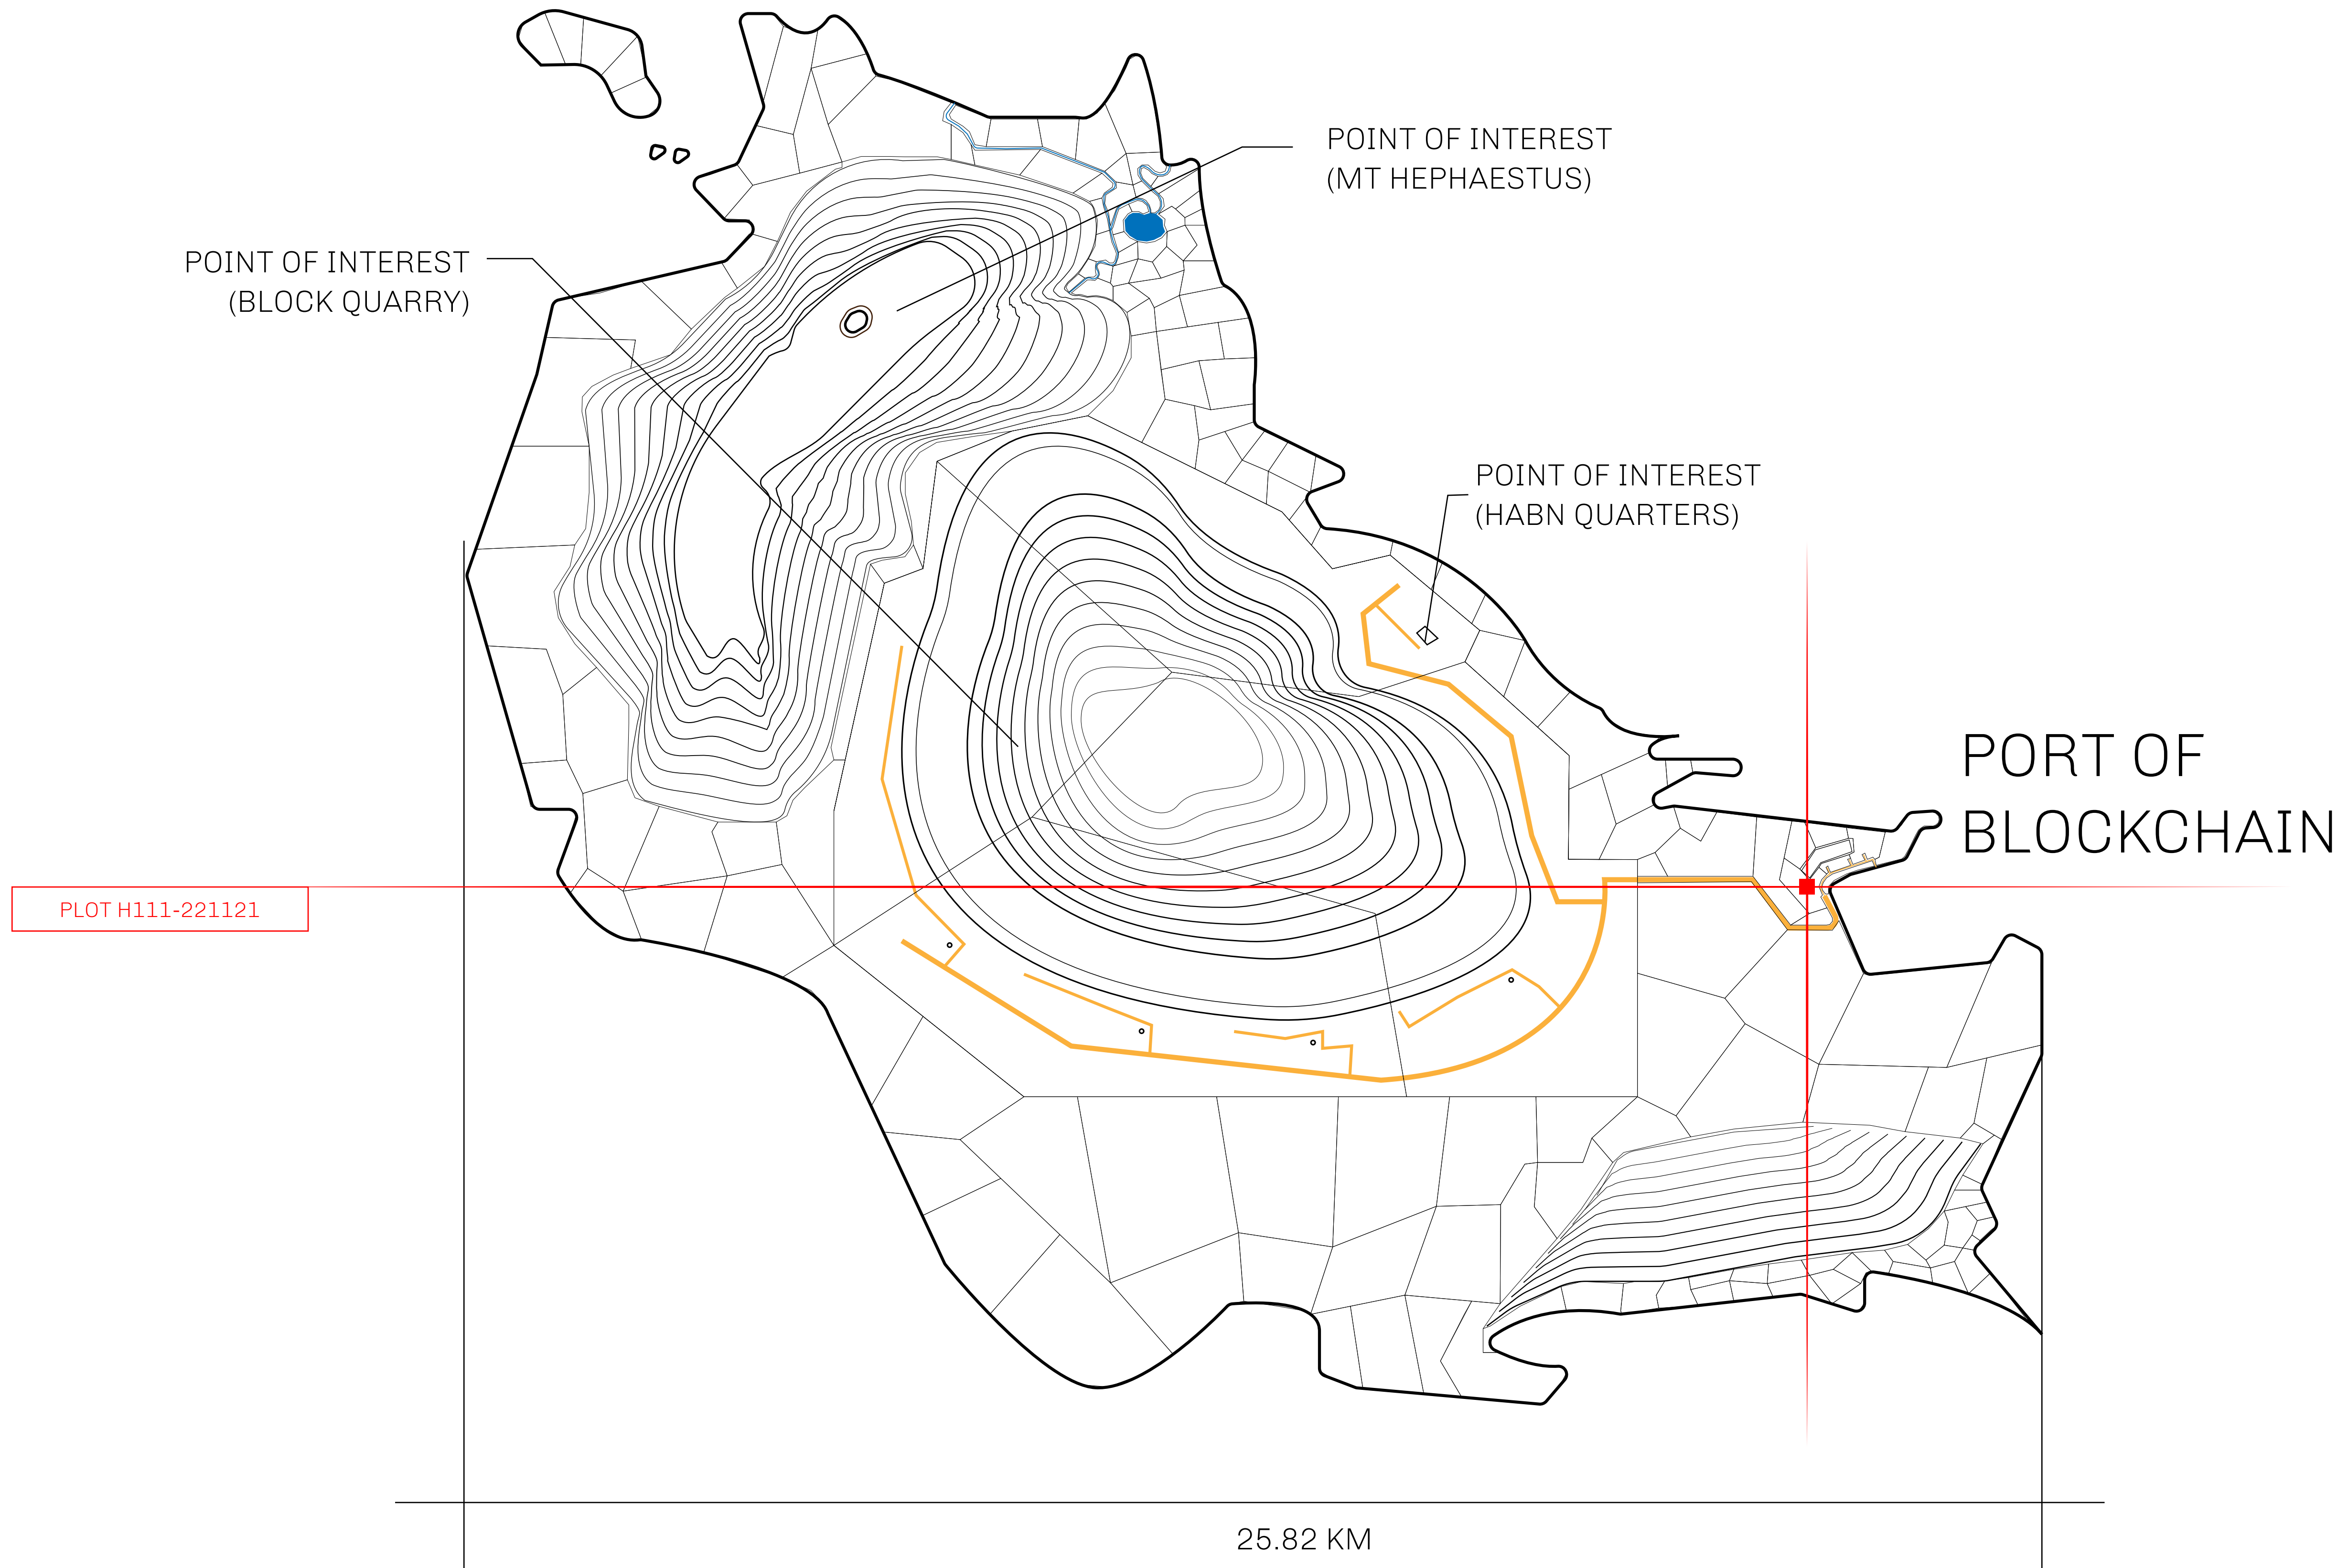 POINT OF INTEREST
(MT HEPHAESTUS)
POINT OF INTEREST
(BLOCK QUARRY)
POINT OF INTEREST
(HABN QUARTERS)
PORT OF
BLOCKCHAIN
PLOT H111-221121
25.82 KM